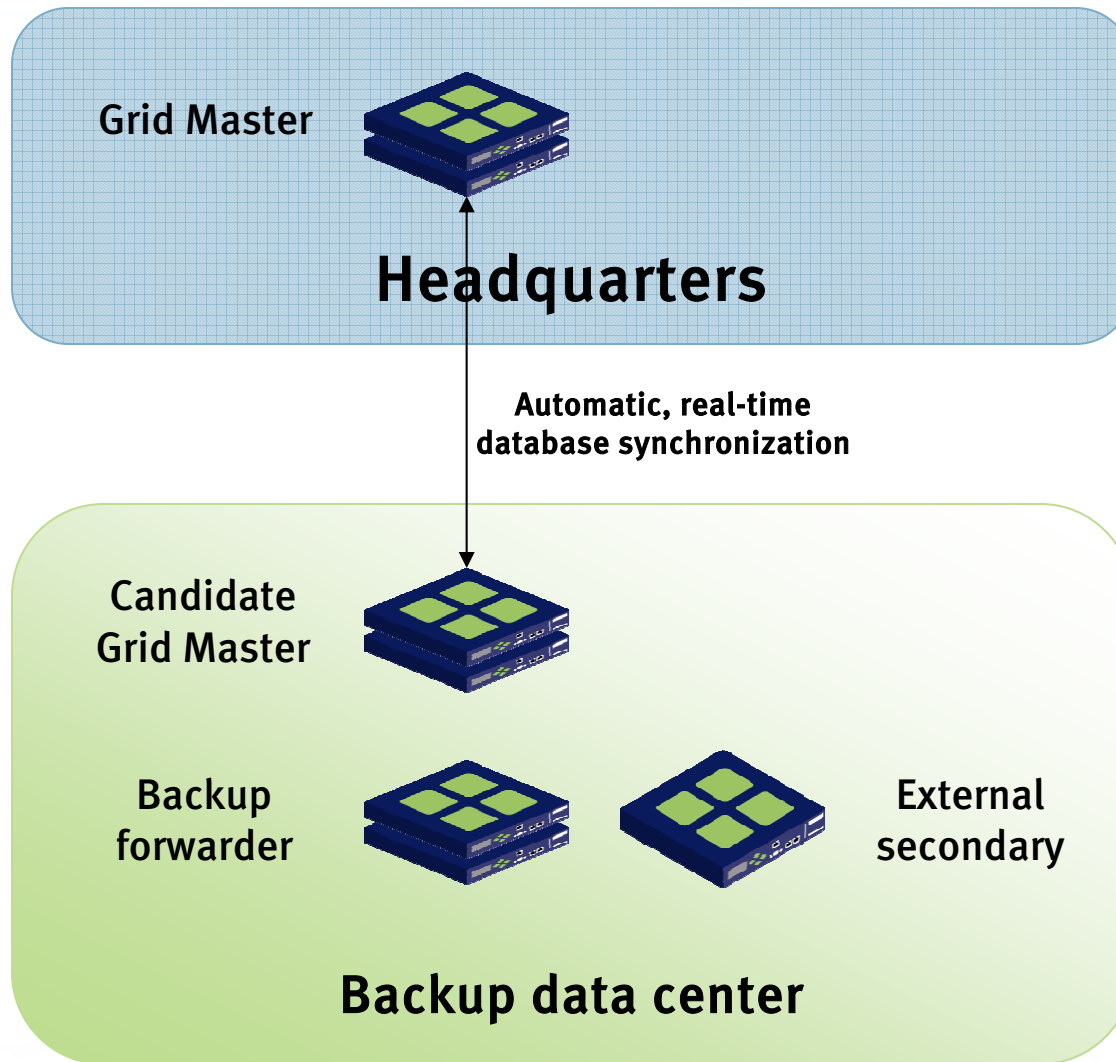 Grid Master
Headquarters
Automatic, real-time
database synchronization
Candidate
Grid Master
Backup
forwarder
External
secondary
Backup data center